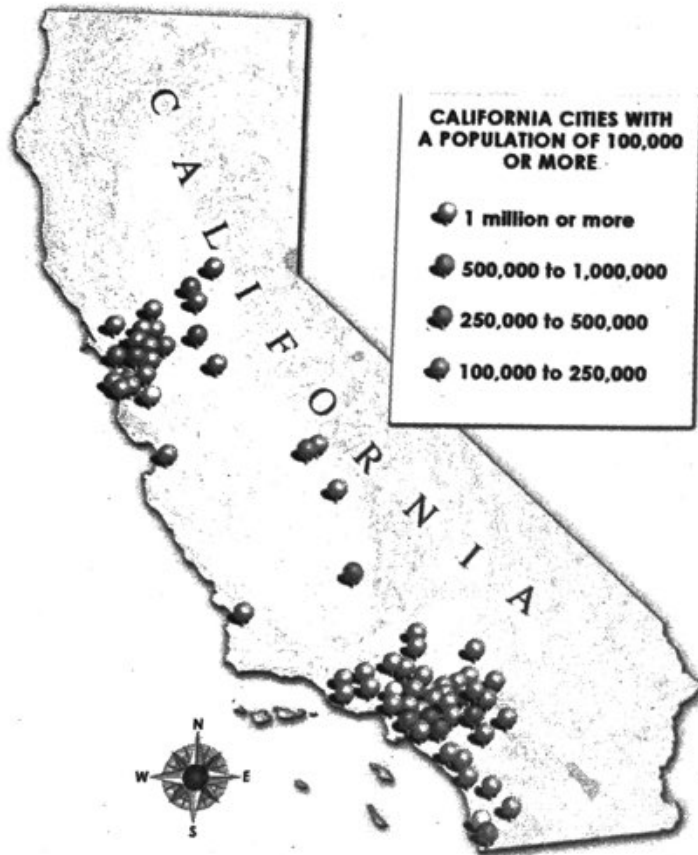 CALIFORNIA
CALIFORNIA CITIES WITH
A POPULATION OF 100,000
OR MORE
1 million or more
500,000 to 1,000,000
250,000 to 500,000
100,000 to 250,000
N
W E
S